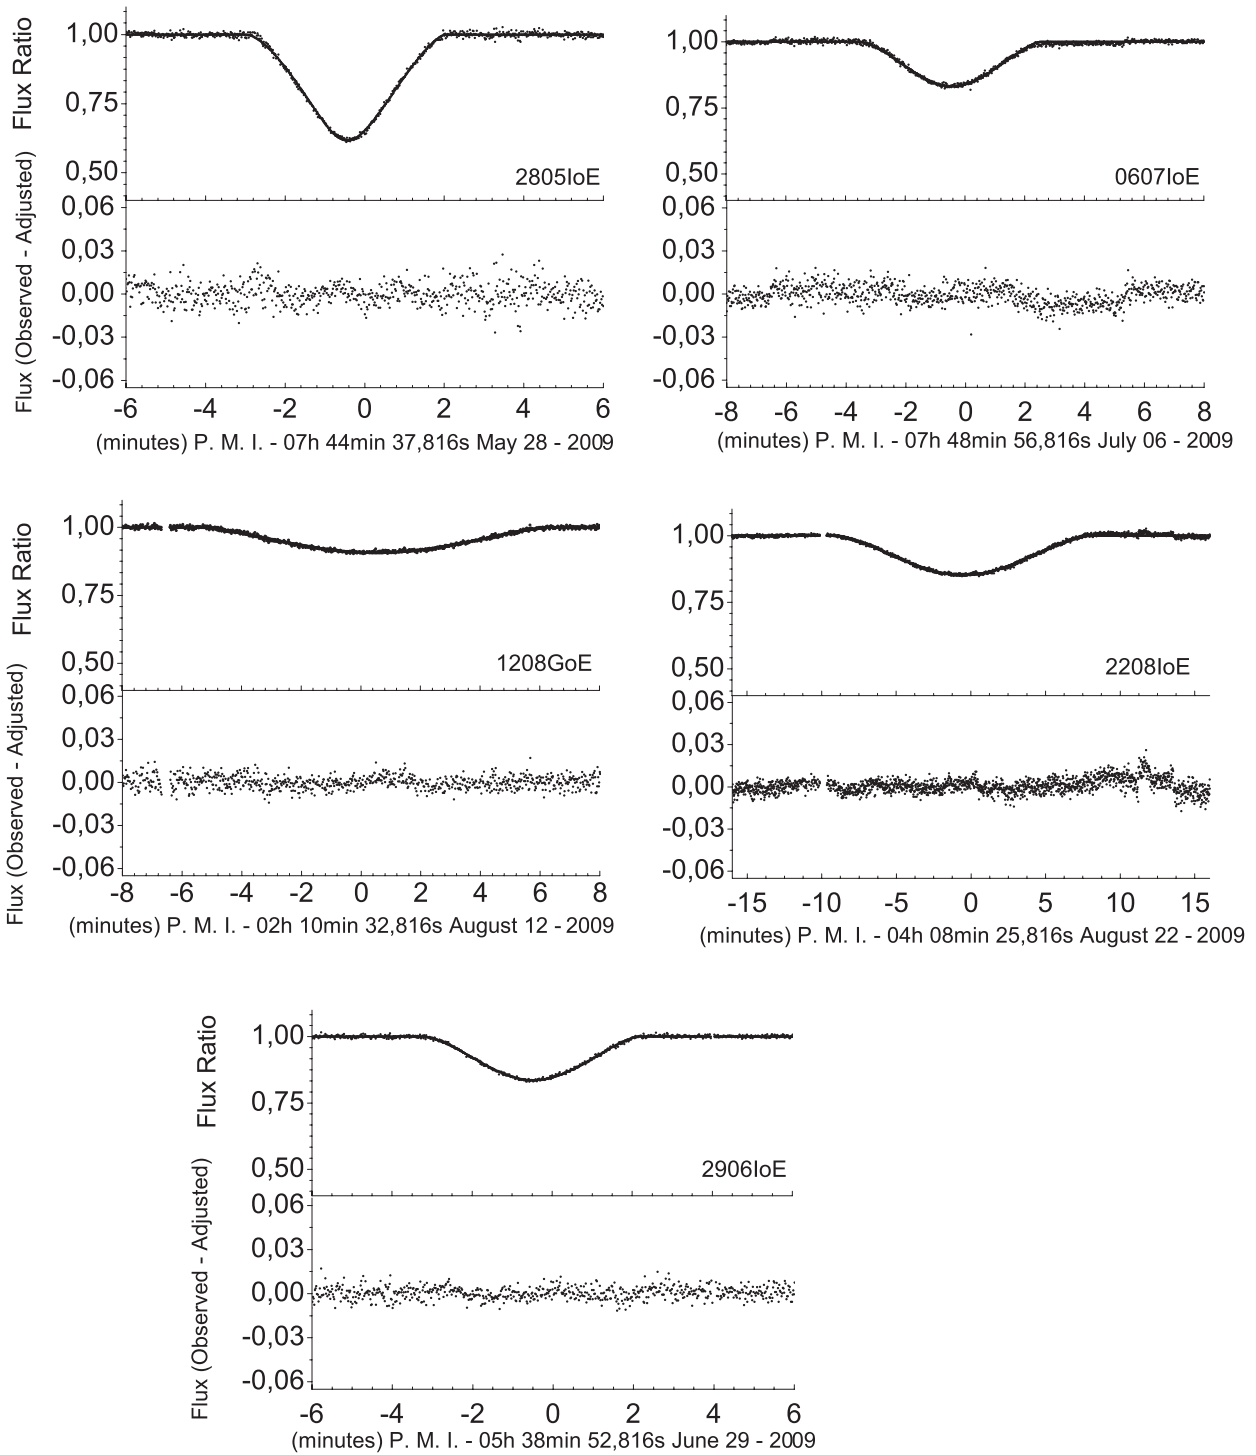 Flux Ratio
1,00
0,75
0,50
2805IoE
Flux (Observed - Adjusted)
0,06
0,03
0,00
-0,03
-0,06
-6 -4 -2 0 2 4 6
(minutes) P. M. I. - 07h 44min 37,816s May 28 - 2009
1,00
0,75
0,50
0607IoE
0,06
0,03
0,00
-0,03
-0,06
-8 -6 -4 -2 0 2 4 6 8
(minutes) P. M. I. - 07h 48min 56,816s July 06 - 2009
Flux Ratio
1,00
0,75
0,50
1208GoE
Flux (Observed - Adjusted)
0,06
0,03
0,00
-0,03
-0,06
-8 -6 -4 -2 0 2 4 6 8
(minutes) P. M. I. - 02h 10min 32,816s August 12 - 2009
1,00
0,75
0,50
2208IoE
0,06
0,03
0,00
-0,03
-0,06
-15 -10 -5 0 5 10 15
(minutes) P. M. I. - 04h 08min 25,816s August 22 - 2009
Flux Ratio
1,00
0,75
0,50
2906IoE
Flux (Observed - Adjusted)
0,06
0,03
0,00
-0,03
-0,06
-6 -4 -2 0 2 4 6
(minutes) P. M. I. - 05h 38min 52,816s June 29 - 2009